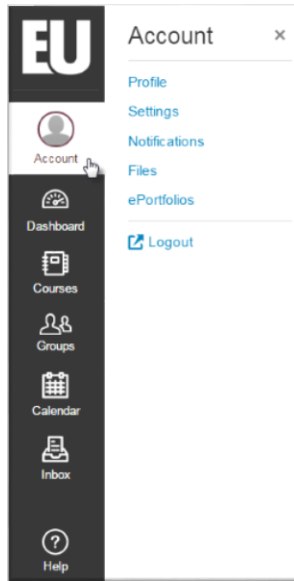 EU
Account
Dashboard
Courses
Groups
Calendar
Inbox
Help
Account ×
Profile
Settings
Notifications
Files
ePortfolios
Logout